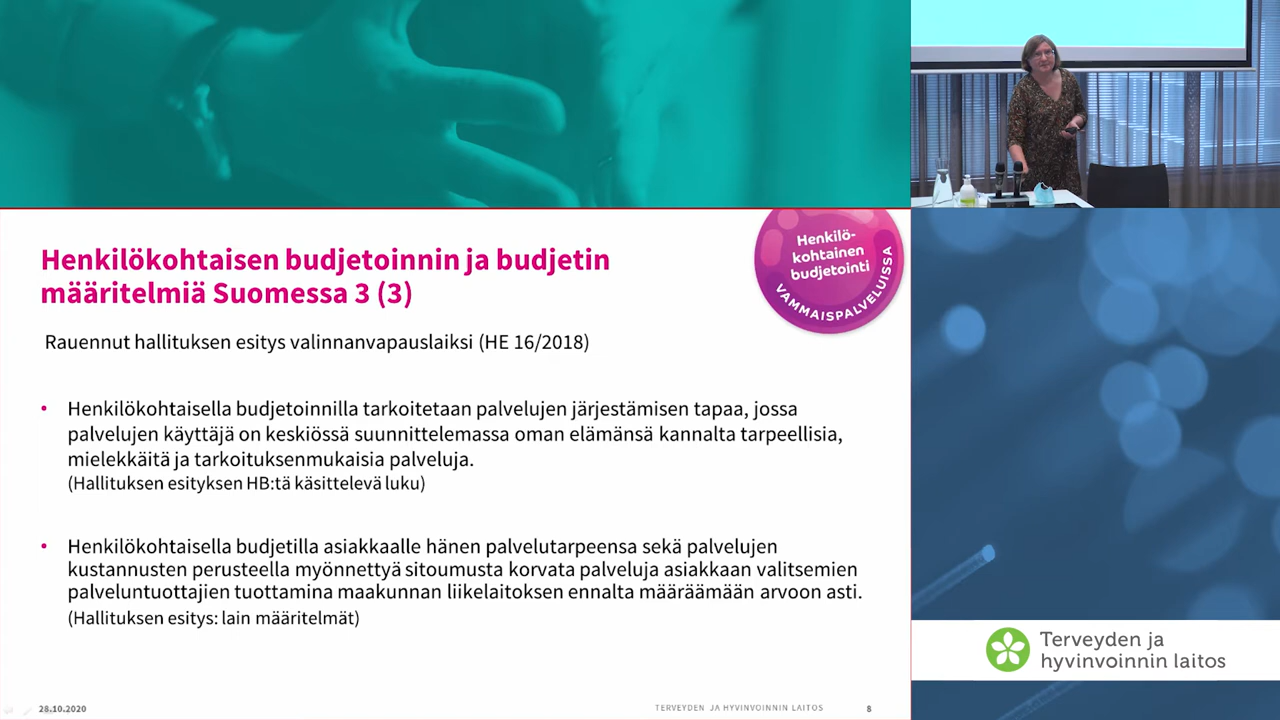 Henkilökohtaisen budjetoinnin ja budjetin
määritelmiä Suomessa 3 (3)
Henkilö-
kohtainen
budjetointi
VAMMAISPALVELUISSA
Rauennut hallituksen esitys valinnanvapauslaiksi (HE 16/2018)
• Henkilökohtaisella budjetoinnilla tarkoitetaan palvelujen järjestämisen tapaa, jossa
palvelujen käyttäjä on keskiössä suunnittelemassa oman elämänsä kannalta tarpeellisia,
mielekkäitä ja tarkoituksenmukaisia palveluja.
(Hallituksen esityksen HB:tä käsittelevä luku)
• Henkilökohtaisella budjetilla asiakkaalle hänen palvelutarpeensa sekä palvelujen
kustannusten perusteella myönnettyä sitoumusta korvata palveluja asiakkaan valitsemien
palveluntuottajien tuottamina maakunnan liikelaitoksen ennalta määräämään arvoon asti.
(Hallituksen esitys: lain määritelmät)
28.10.2020
TERVEYDEN JA HYVINVOINNIN LAITOS
8
Terveyden ja
hyvinvoinnin laitos